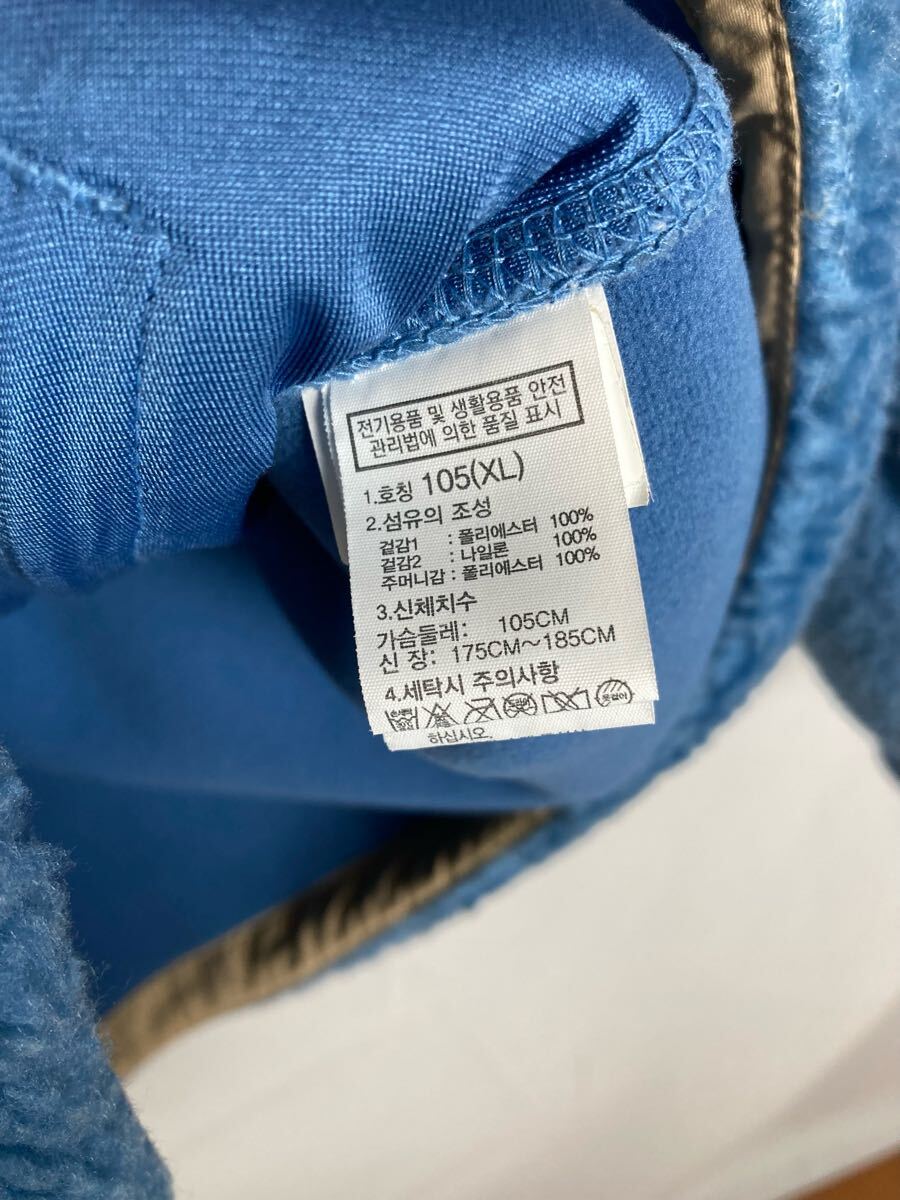 전기용품 및 생활용품 안전
관리법에 의한 품질 표시
1.호칭 105(XL)
2.섬유의 조성
겉감1 : 폴리에스터 100%
겉감2 : 나일론 100%
주머니감 : 폴리에스터 100%
3.신체치수
가슴둘레: 105CM
신 장: 175CM~185CM
4.세탁시 주의사항
하십시오.